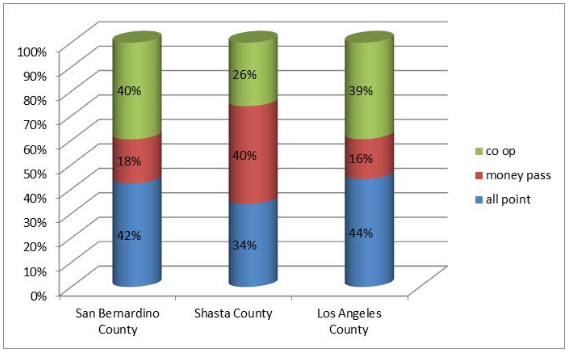 100%
90%
80%
70%
60%
50%
40%
30%
20%
10%
0%
40%
18%
42%
26%
40%
34%
39%
16%
44%
San Bernardino
County
Shasta County
Los Angeles
County
co op
money pass
all point